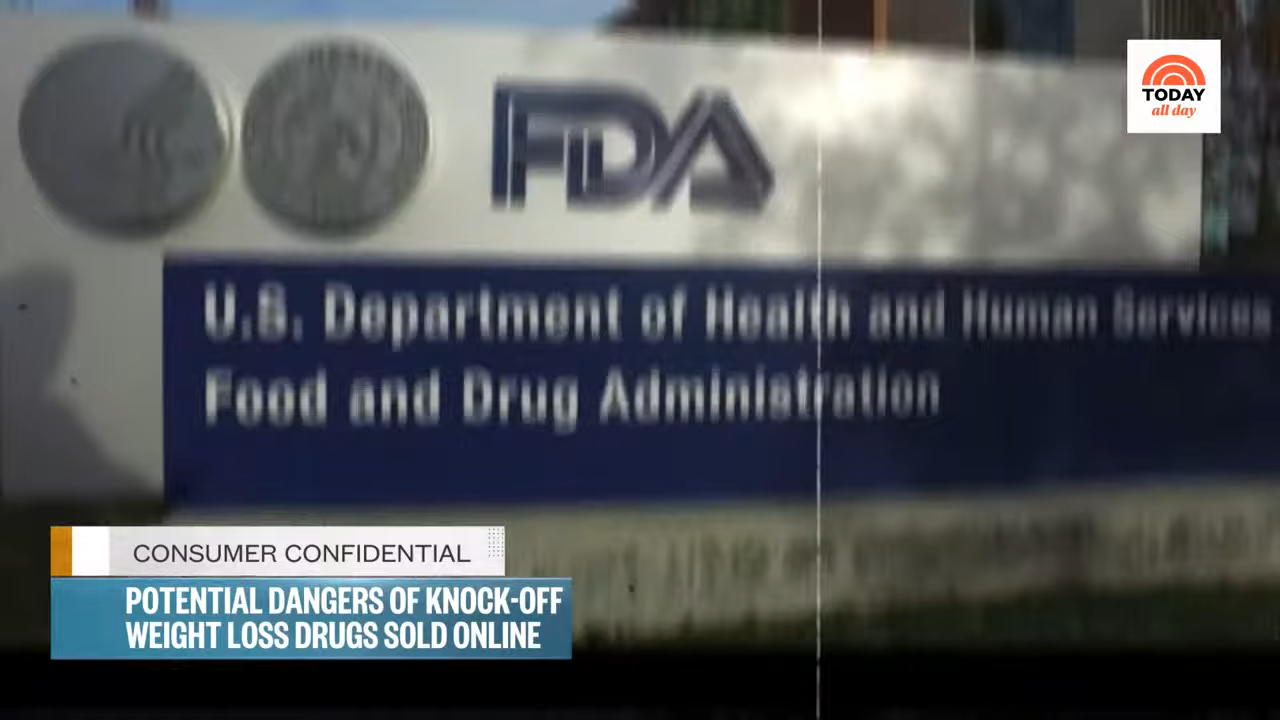 FDA
TODAY
all day
U.S. Department of Health and Human Services
Food and Drug Administration
CONSUMER CONFIDENTIAL
POTENTIAL DANGERS OF KNOCK-OFF
WEIGHT LOSS DRUGS SOLD ONLINE